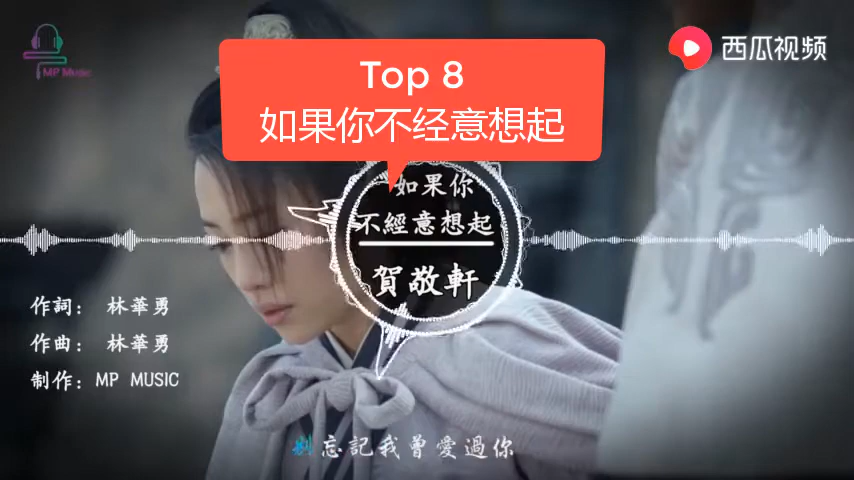 MP Music
西瓜视频
Top 8
如果你不经意想起
如果你
不經意想起
賀敬軒
作詞： 林華勇
作曲： 林華勇
制作：MP MUSIC
別忘記我曾愛過你